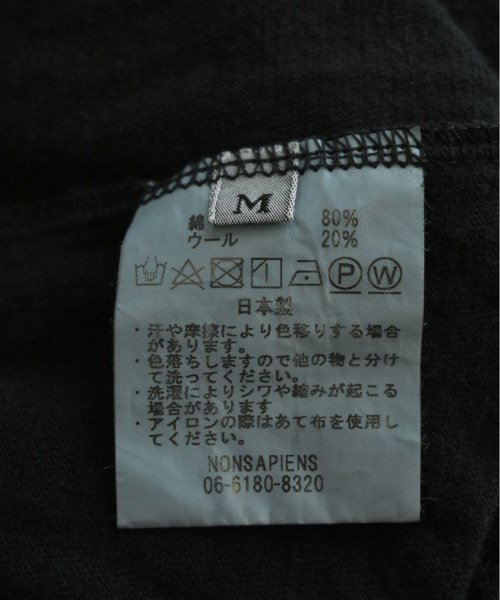 M
綿 80%
ウール 20%
P W
日本製
・汗や摩擦により色移りする場合
があります。
・色落ちしますので他の物と分け
て洗ってください。
・洗濯によりシワや縮みが起こる
場合があります
・アイロンの際はあて布を使用し
てください。
NONSAPIENS
06-6180-8320